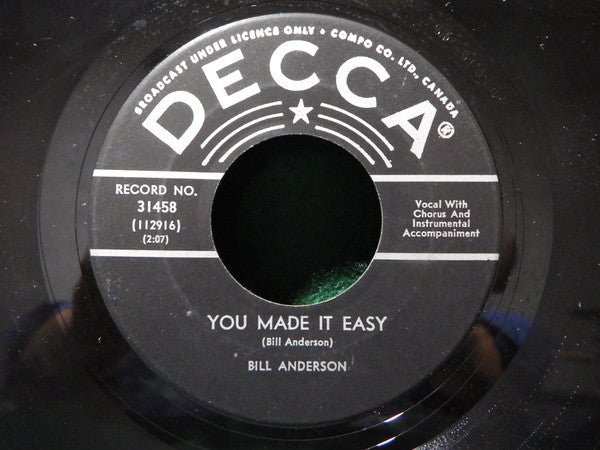 BROADCAST UNDER LICENCE ONLY • COMPO CO. LTD., CANADA
DECCA®
RECORD NO.
31458
(112916)
(2:07)
Vocal With
Chorus And
Instrumental
Accompaniment
YOU MADE IT EASY
(Bill Anderson)
BILL ANDERSON